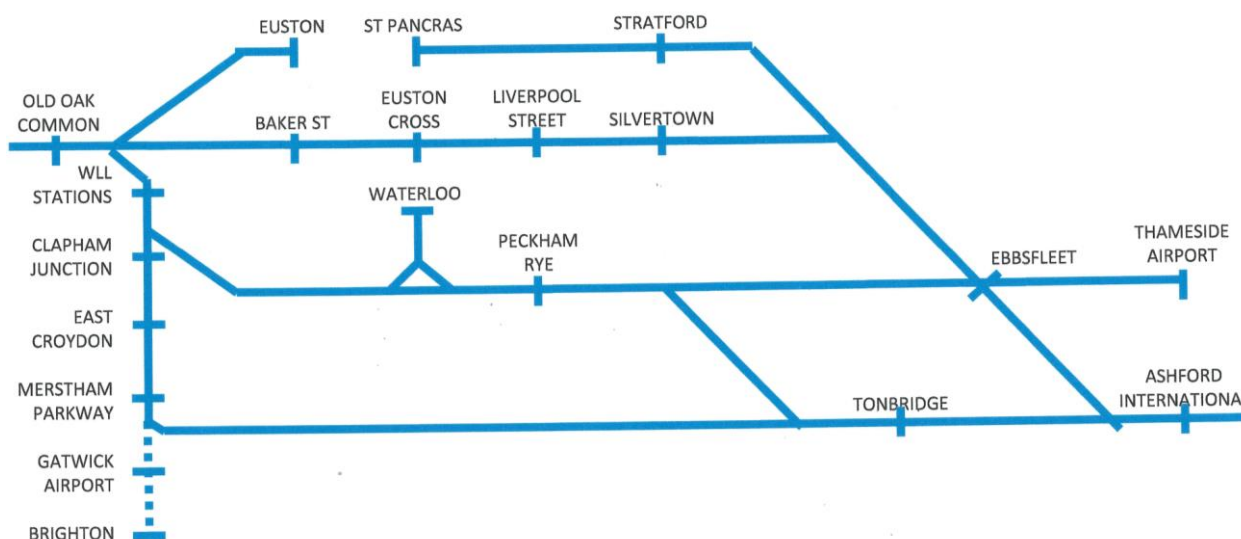 EUSTON
ST PANCRAS
STRATFORD
OLD OAK
COMMON
BAKER ST
EUSTON
CROSS
LIVERPOOL
STREET
SILVERTOWN
WLL
STATIONS
WATERLOO
CLAPHAM
JUNCTION
PECKHAM
RYE
EBBSFLEET
THAMESIDE
AIRPORT
EAST
CROYDON
MERSTHAM
PARKWAY
TONBRIDGE
ASHFORD
INTERNATIONA
GATWICK
AIRPORT
BRIGHTON